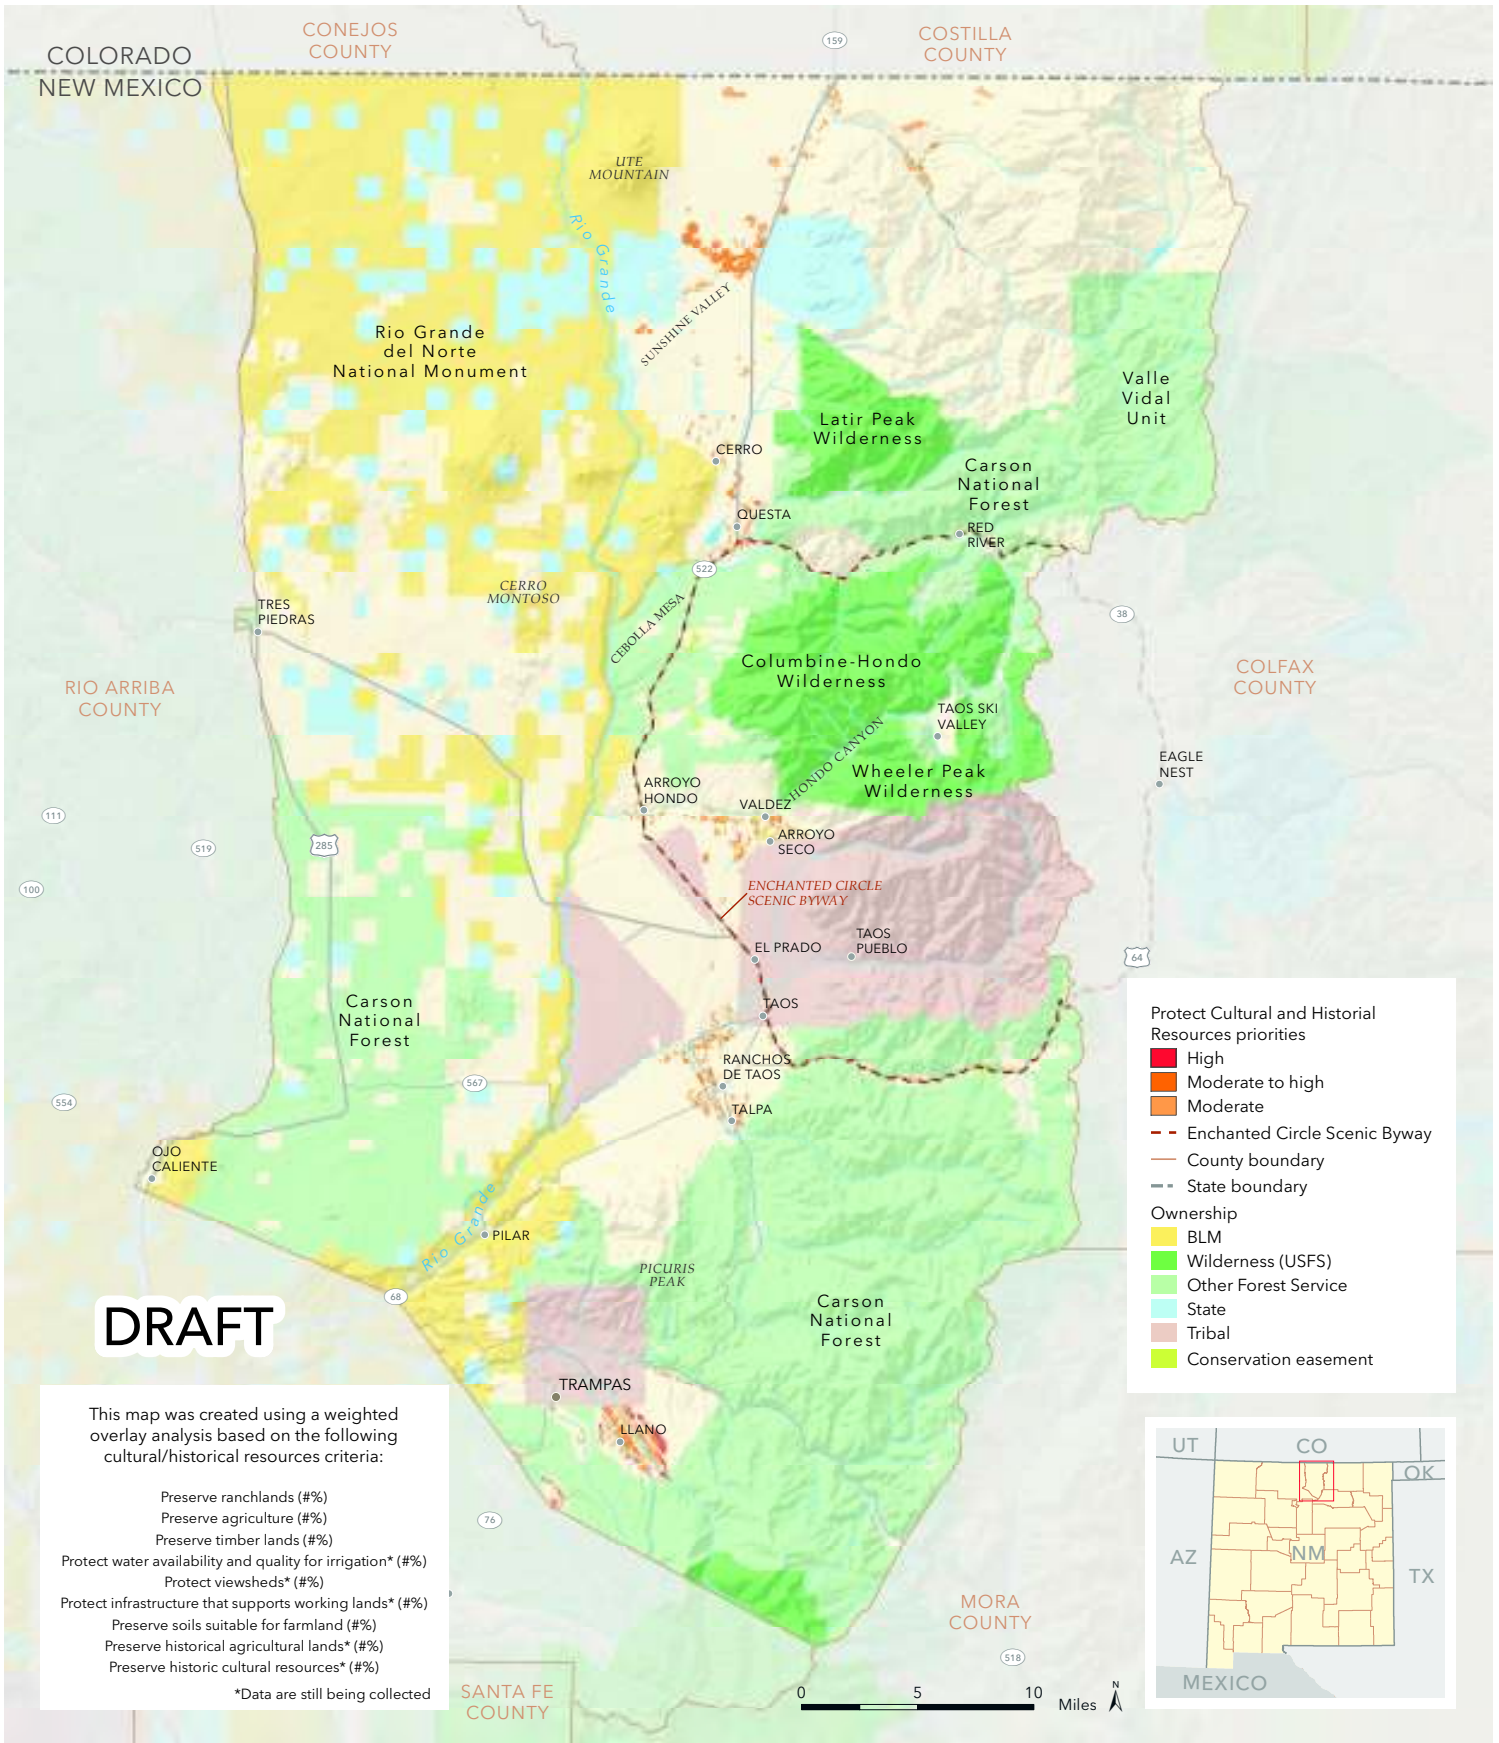 CONEJOS
COUNTY
COSTILLA
COUNTY
159
COLORADO
NEW MEXICO
UTE
MOUNTAIN
Rio Grande
SUNSHINE VALLEY
Rio Grande
del Norte
National Monument
Valle
Vidal
Unit
Latir Peak
Wilderness
CERRO
Carson
National
Forest
QUESTA
RED
RIVER
522
CERRO
MONTOSO
CEBOLLA MESA
TRES
PIEDRAS
38
Columbine-Hondo
Wilderness
COLFAX
COUNTY
RIO ARRIBA
COUNTY
TAOS SKI
VALLEY
HONDO CANYON
EAGLE
NEST
Wheeler Peak
Wilderness
ARROYO
HONDO
VALDEZ
ARROYO
SECO
111
519
285
100
ENCHANTED CIRCLE
SCENIC BYWAY
EL PRADO
TAOS
PUEBLO
64
TAOS
Carson
National
Forest
RANCHOS
DE TAOS
567
554
TALPA
OJO
CALIENTE
Rio Grande
PILAR
PICURIS
PEAK
68
Carson
National
Forest
DRAFT
TRAMPAS
LLANO
76
MORA
COUNTY
518
SANTA FE
COUNTY
Protect Cultural and Historial
Resources priorities
High
Moderate to high
Moderate
Enchanted Circle Scenic Byway
County boundary
State boundary
Ownership
BLM
Wilderness (USFS)
Other Forest Service
State
Tribal
Conservation easement
This map was created using a weighted
overlay analysis based on the following
cultural/historical resources criteria:
Preserve ranchlands (#%)
Preserve agriculture (#%)
Preserve timber lands (#%)
Protect water availability and quality for irrigation* (#%)
Protect viewsheds* (#%)
Protect infrastructure that supports working lands* (#%)
Preserve soils suitable for farmland (#%)
Preserve historical agricultural lands* (#%)
Preserve historic cultural resources* (#%)
*Data are still being collected
0 5 10
Miles
N
UT
CO
OK
AZ
NM
TX
MEXICO